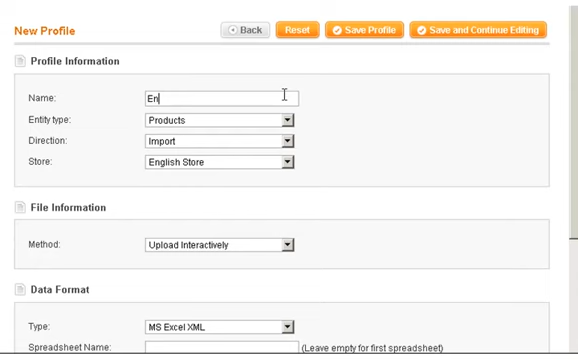 New Profile Back Reset Save Profile Save and Continue Editing
Profile Information
Name: En
Entity type: Products
Direction: Import
Store: English Store
File Information
Method: Upload Interactively
Data Format
Type: MS Excel XML
Spreadsheet Name: (Leave empty for first spreadsheet)